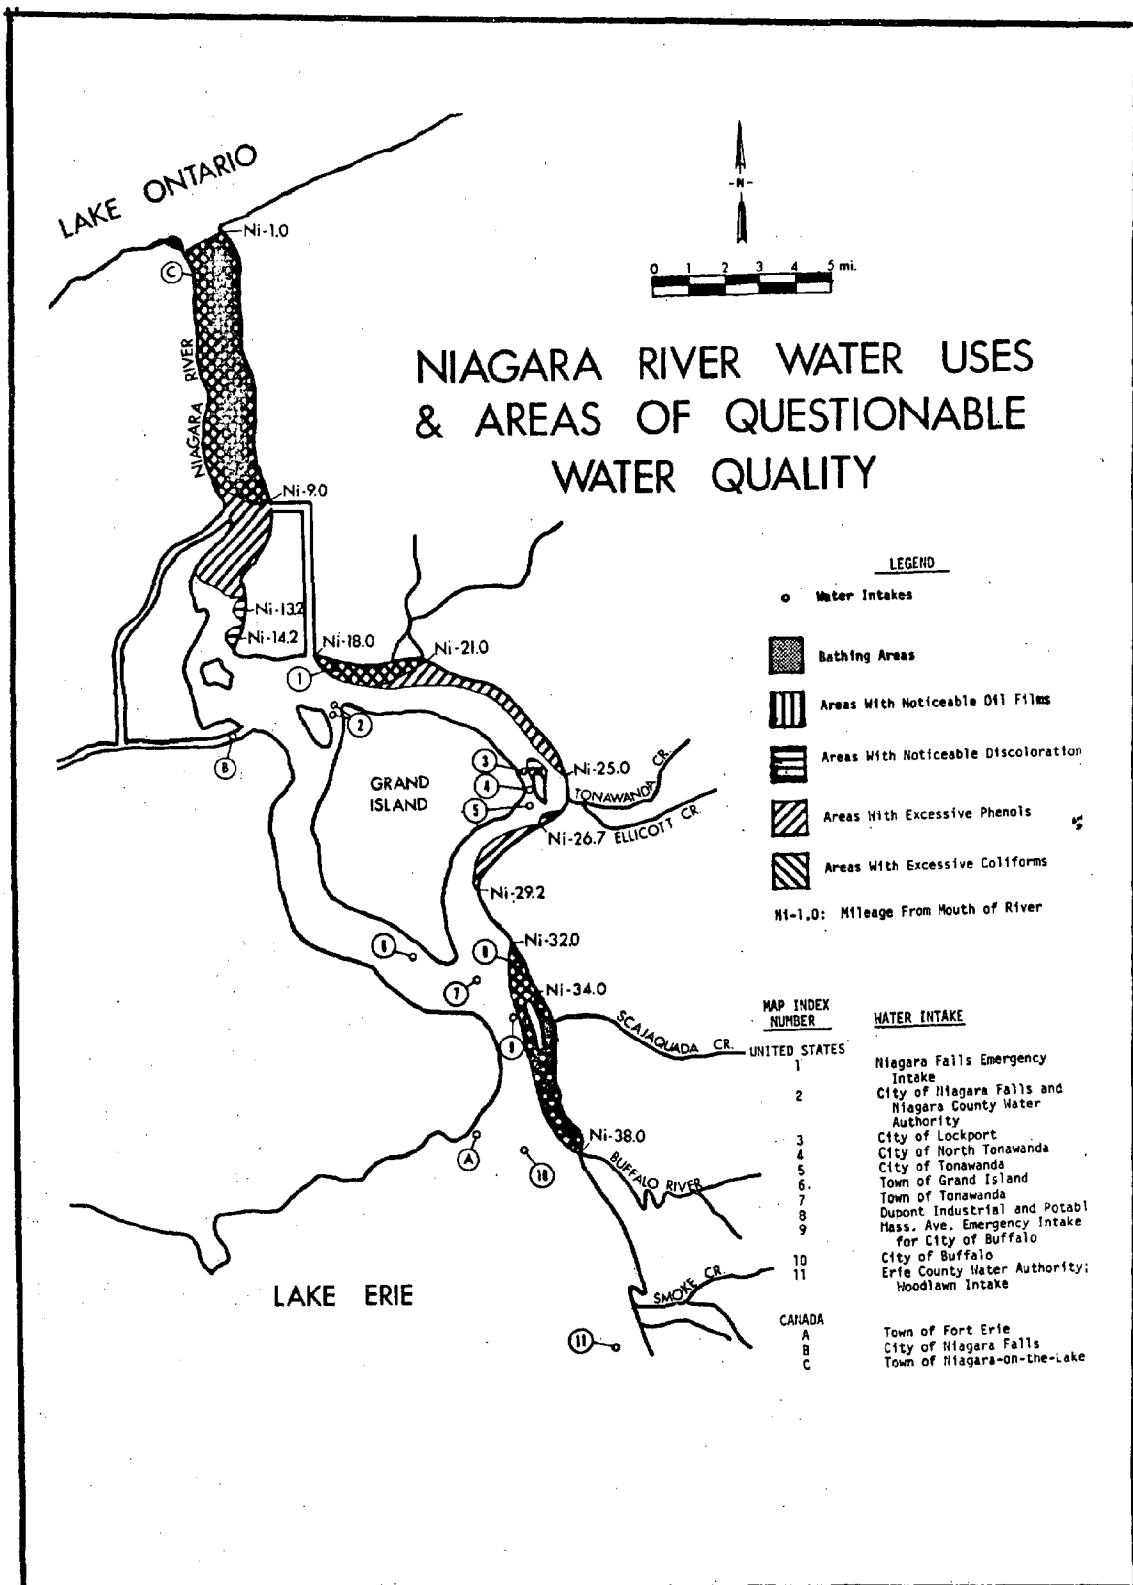 LAKE ONTARIO
Ni-1.0
-N-
0 1 2 3 4 5 mi.
C
NIAGARA RIVER
NIAGARA RIVER WATER USES
& AREAS OF QUESTIONABLE
WATER QUALITY
Ni-9.0
Ni-13.2
Ni-14.2
Ni-18.0
Ni-21.0
1
2
B
GRAND
ISLAND
3
4
5
Ni-25.0
TONAWANDA CR.
Ni-26.7
ELLICOTT CR.
Ni-29.2
6
7
8
Ni-32.0
Ni-34.0
9
SCAJAQUADA CR.
A
10
Ni-38.0
BUFFALO RIVER
LAKE ERIE
SMOKE CR.
11
LEGEND
Water Intakes
Bathing Areas
Areas With Noticeable Oil Films
Areas With Noticeable Discoloration
Areas With Excessive Phenols
Areas With Excessive Coliforms
Ni-1.0: Mileage From Mouth of River
MAP INDEX
NUMBER
WATER INTAKE
UNITED STATES
1 Niagara Falls Emergency
Intake
2 City of Niagara Falls and
Niagara County Water
Authority
3 City of Lockport
4 City of North Tonawanda
5 City of Tonawanda
6. Town of Grand Island
7 Town of Tonawanda
8 Dupont Industrial and Potabl
9 Mass. Ave. Emergency Intake
for City of Buffalo
10 City of Buffalo
11 Erie County Water Authority;
Woodlawn Intake
CANADA
A Town of Fort Erie
B City of Niagara Falls
C Town of Niagara-on-the-Lake